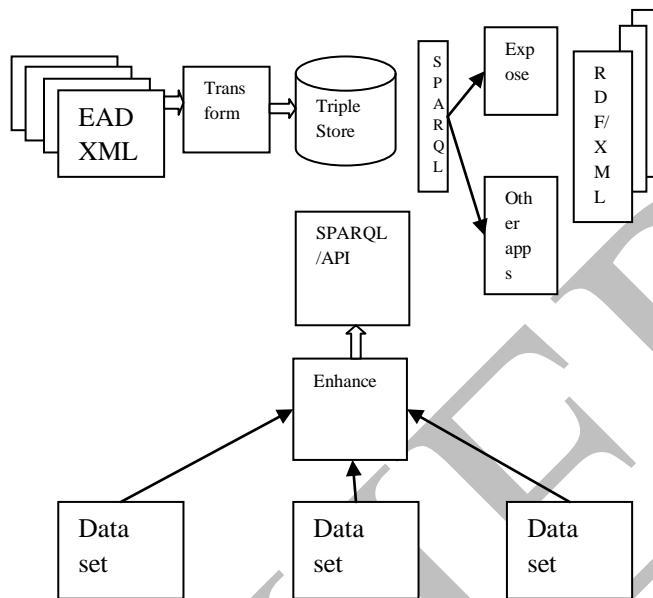 EAD
XML
Trans
form
Triple
Store
S
P
A
R
Q
L
Exp
ose
Oth
er
app
s
R
D
F/
X
M
L
SPARQL
/API
Enhance
Data
set
Data
set
Data
set